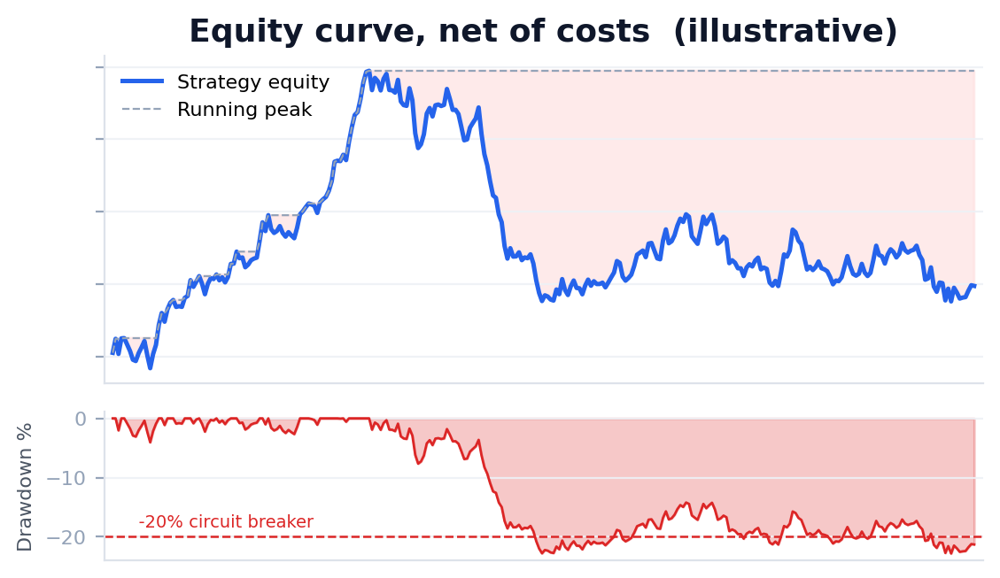 Equity curve, net of costs  (illustrative)
Strategy equity
Running peak
Drawdown %
0
−10
−20
-20% circuit breaker